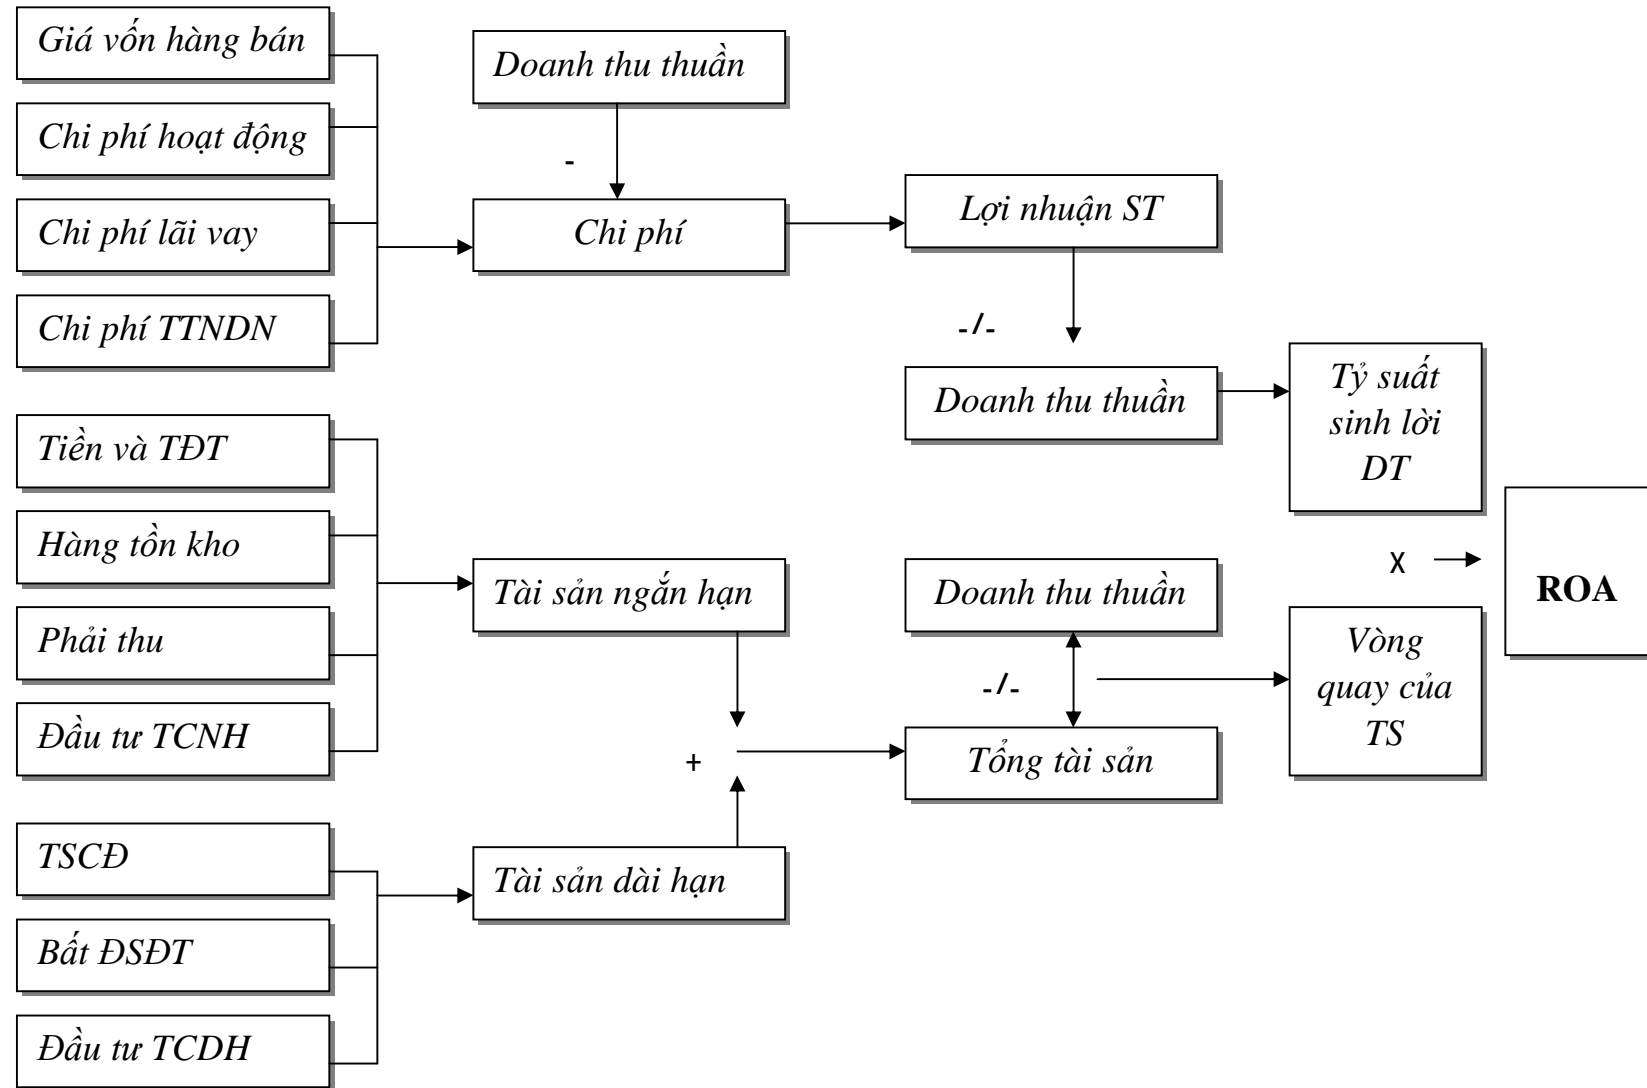 Giá vốn hàng bán
Chi phí hoạt động
Chi phí lãi vay
Chi phí TTNDN
Doanh thu thuần
-
Chi phí
Lợi nhuận ST
-/-
Doanh thu thuần
Tỷ suất
sinh lời
DT
Tiền và TĐT
Hàng tồn kho
Phải thu
Đầu tư TCNH
Tài sản ngắn hạn
+
Doanh thu thuần
-/-
Tổng tài sản
X
Vòng
quay của
TS
ROA
TSCĐ
Bất ĐSĐT
Đầu tư TCDH
Tài sản dài hạn